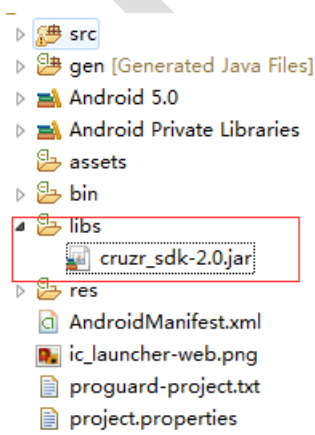 src
gen [Generated Java Files]
Android 5.0
Android Private Libraries
assets
bin
libs
cruzr_sdk-2.0.jar
res
AndroidManifest.xml
ic_launcher-web.png
proguard-project.txt
project.properties